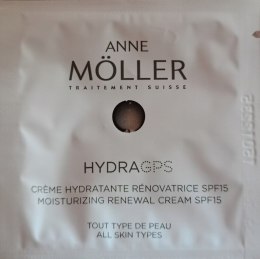 ANNE
MÖLLER
TRAITEMENT SUISSE
HYDRAGPS
CRÈME HYDRATANTE RÉNOVATRICE SPF15
MOISTURIZING RENEWAL CREAM SPF15
TOUT TYPE DE PEAU
ALL SKIN TYPES